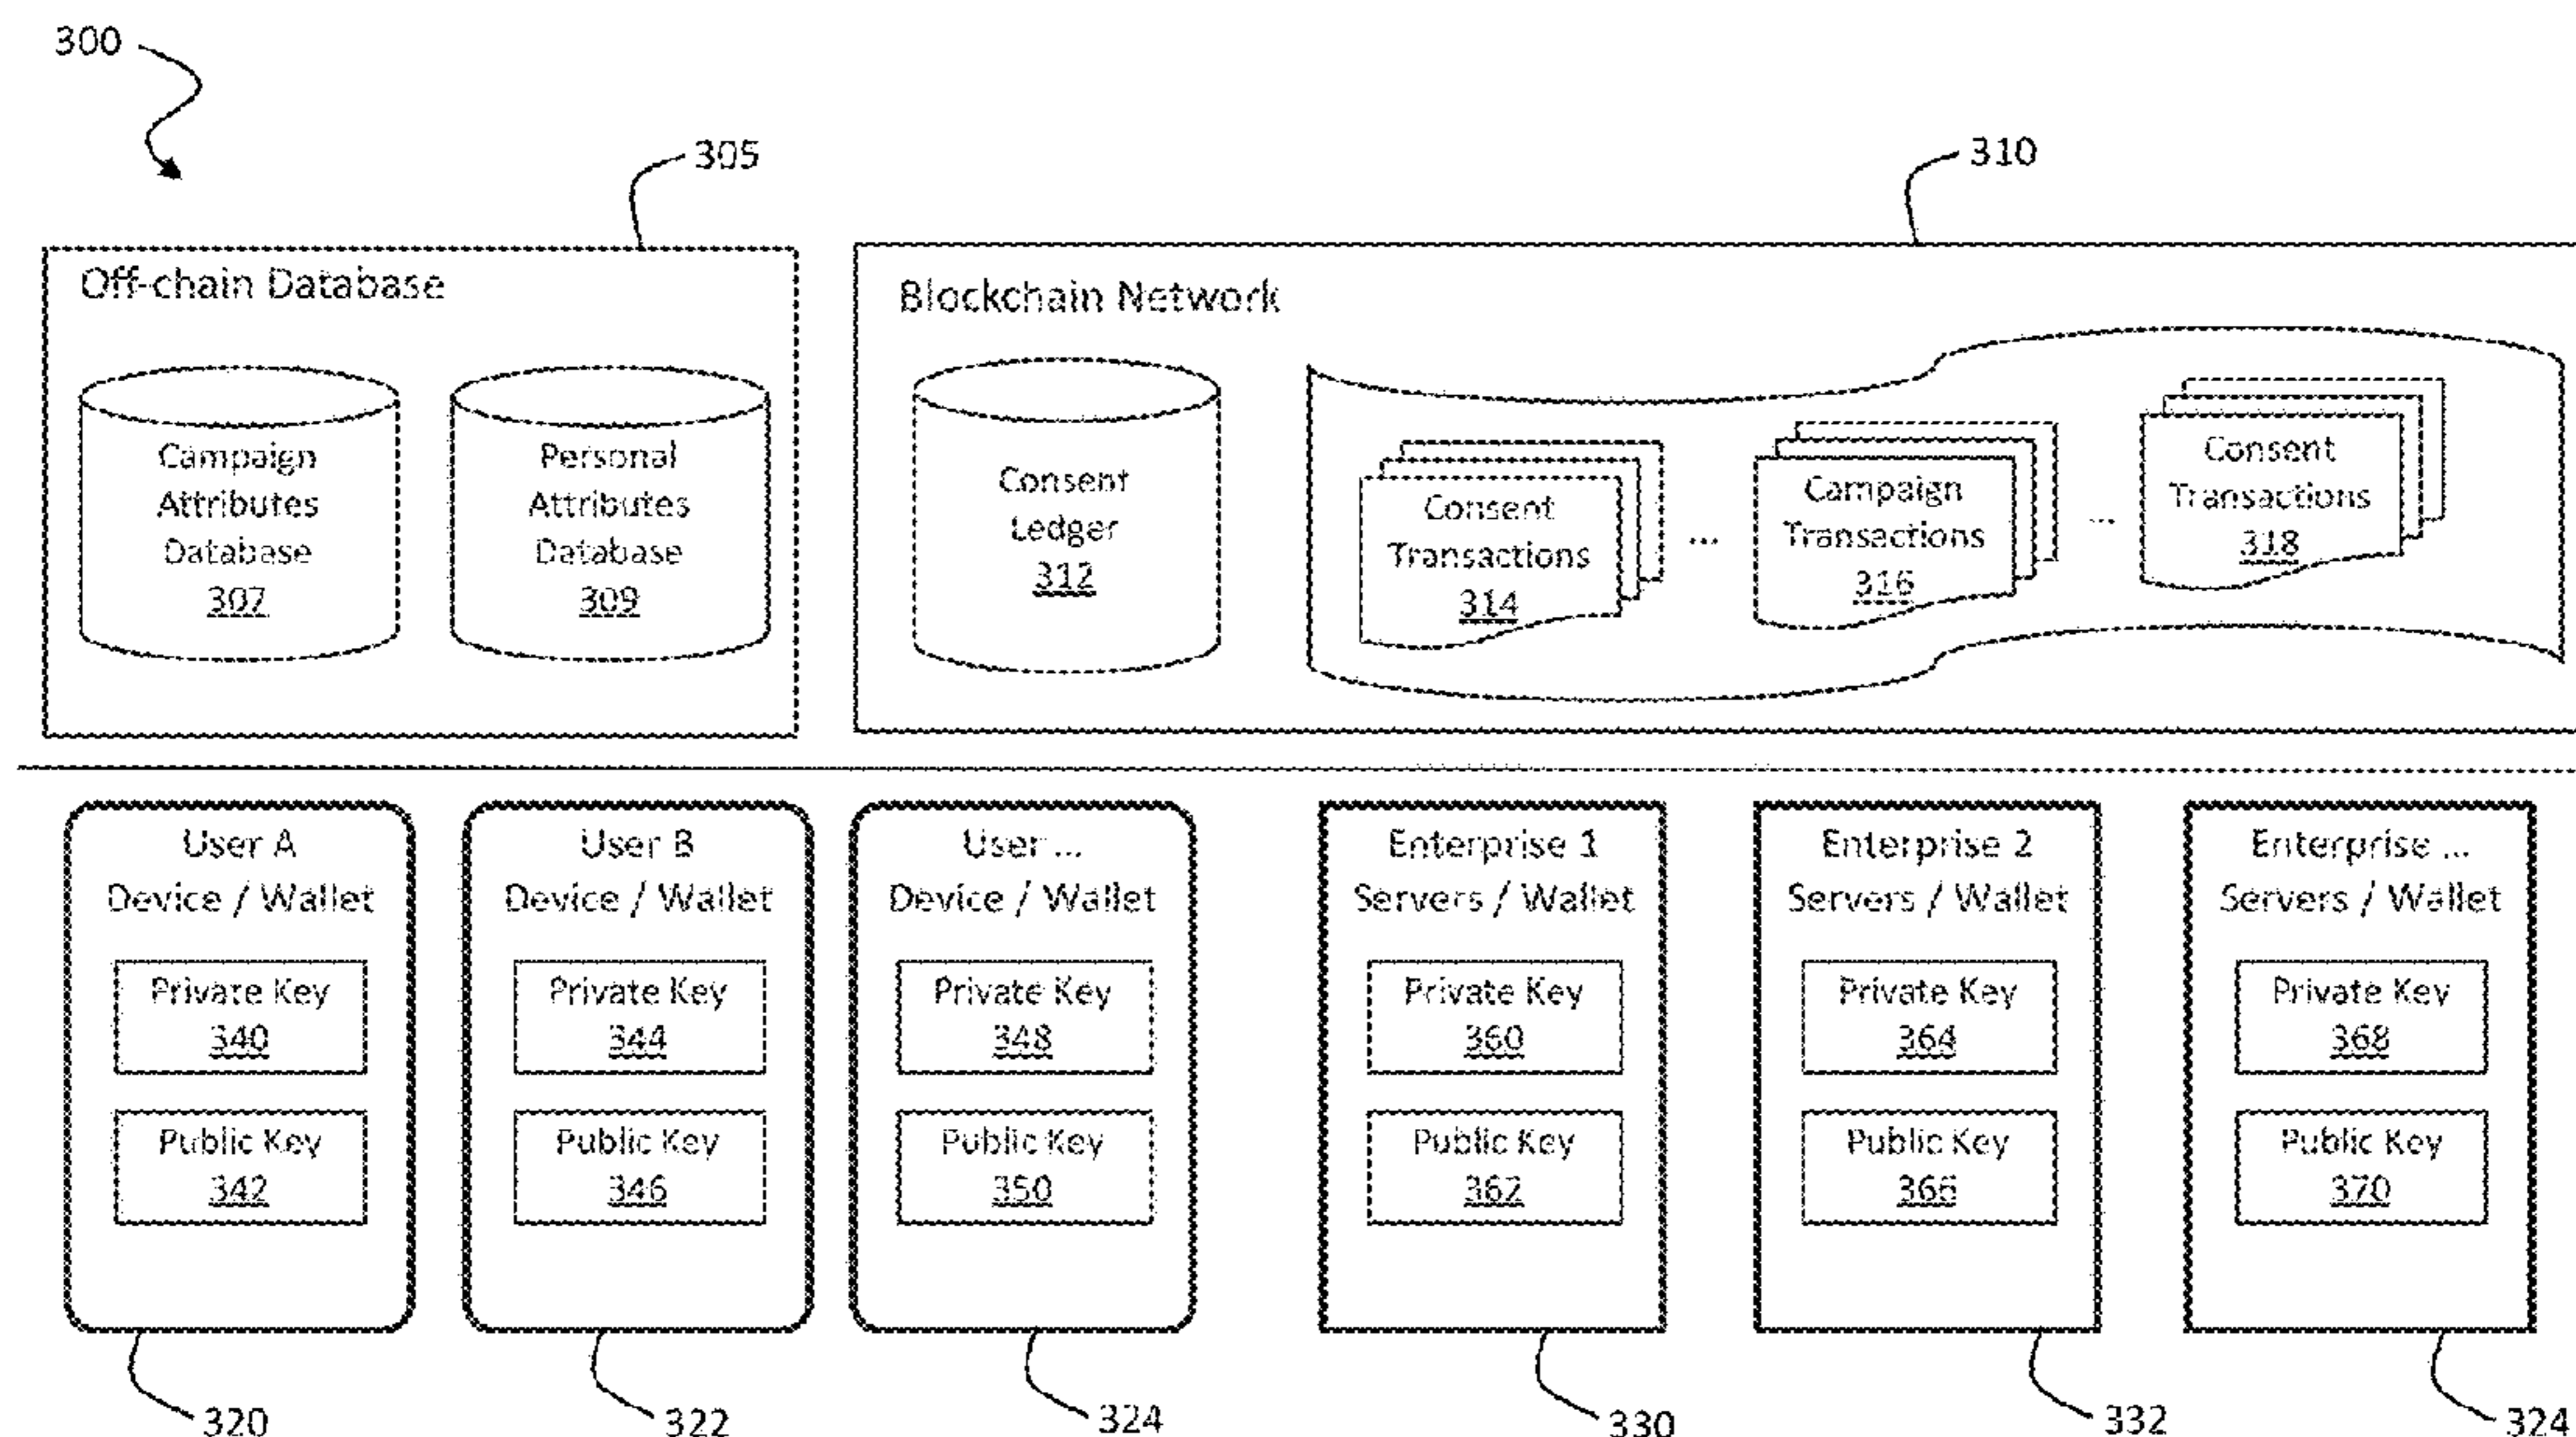 300
305
310
Off-chain Database
Campaign
Attributes
Database
307
Personal
Attributes
Database
309
Blockchain Network
Consent
Ledger
312
Consent
Transactions
314
...
Campaign
Transactions
316
...
Consent
Transactions
318
User A
Device / Wallet
Private Key
340
Public Key
342
320
User B
Device / Wallet
Private Key
344
Public Key
346
322
User ...
Device / Wallet
Private Key
348
Public Key
350
324
Enterprise 1
Servers / Wallet
Private Key
360
Public Key
362
330
Enterprise 2
Servers / Wallet
Private Key
364
Public Key
366
332
Enterprise ...
Servers / Wallet
Private Key
368
Public Key
370
324